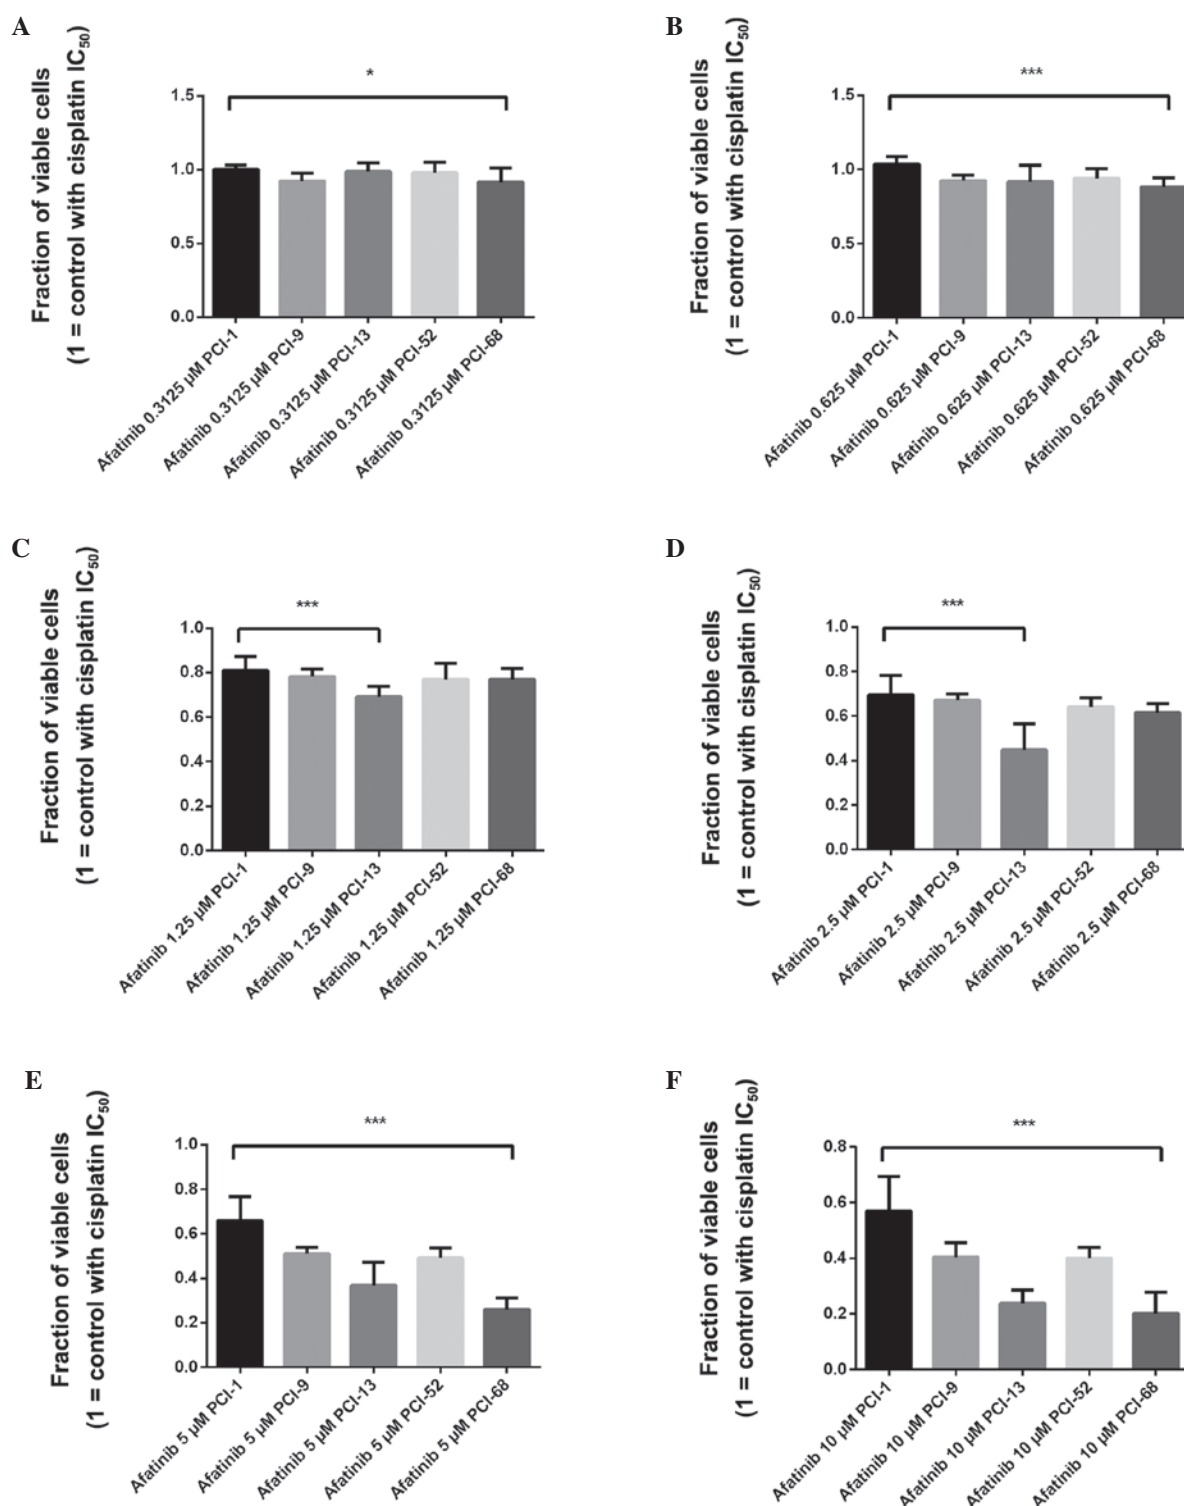 A
Fraction of viable cells
(1 = control with cisplatin IC50)
*
1.5
1.0
0.5
0.0
Afatinib 0.3125 µM PCI-1
Afatinib 0.3125 µM PCI-9
Afatinib 0.3125 µM PCI-13
Afatinib 0.3125 µM PCI-52
Afatinib 0.3125 µM PCI-68
B
Fraction of viable cells
(1 = control with cisplatin IC50)
***
1.5
1.0
0.5
0.0
Afatinib 0.625 µM PCI-1
Afatinib 0.625 µM PCI-9
Afatinib 0.625 µM PCI-13
Afatinib 0.625 µM PCI-52
Afatinib 0.625 µM PCI-68
C
Fraction of viable cells
(1 = control with cisplatin IC50)
***
1.0
0.8
0.6
0.4
0.2
0.0
Afatinib 1.25 µM PCI-1
Afatinib 1.25 µM PCI-9
Afatinib 1.25 µM PCI-13
Afatinib 1.25 µM PCI-52
Afatinib 1.25 µM PCI-68
D
Fraction of viable cells
(1 = control with cisplatin IC50)
***
1.0
0.8
0.6
0.4
0.2
0.0
Afatinib 2.5 µM PCI-1
Afatinib 2.5 µM PCI-9
Afatinib 2.5 µM PCI-13
Afatinib 2.5 µM PCI-52
Afatinib 2.5 µM PCI-68
E
Fraction of viable cells
(1 = control with cisplatin IC50)
***
1.0
0.8
0.6
0.4
0.2
0.0
Afatinib 5 µM PCI-1
Afatinib 5 µM PCI-9
Afatinib 5 µM PCI-13
Afatinib 5 µM PCI-52
Afatinib 5 µM PCI-68
F
Fraction of viable cells
(1 = control with cisplatin IC50)
***
0.8
0.6
0.4
0.2
0.0
Afatinib 10 µM PCI-1
Afatinib 10 µM PCI-9
Afatinib 10 µM PCI-13
Afatinib 10 µM PCI-52
Afatinib 10 µM PCI-68